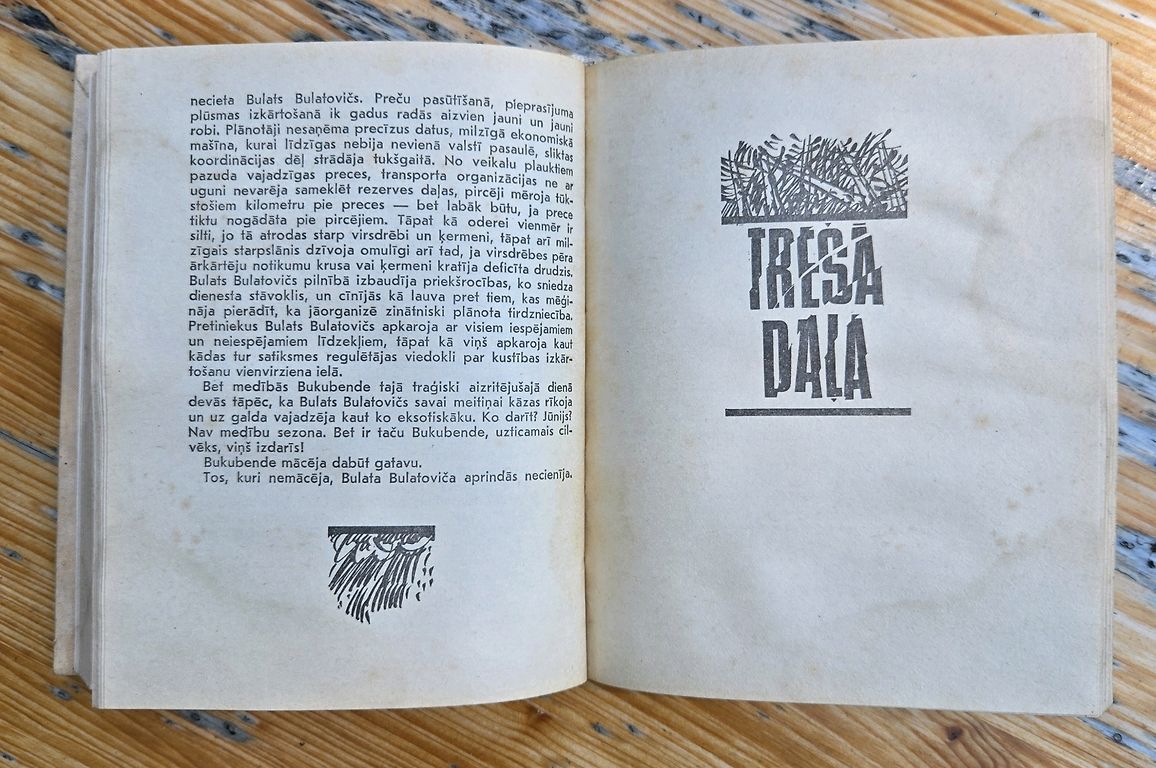 necieta Bulats Bulatovičs. Preču pasūtīšanā, pieprasījuma
plūsmas izkārtošanā ik gadus radās aizvien jauni un jauni
robi. Plānotāji nesaņēma precīzus datus, milzīgā ekonomiskā
mašīna, kurai līdzīgas nebija nevienā valstī pasaulē, sliktas
koordinācijas dēļ strādāja tukšgaitā. No veikalu plauktiem
pazuda vajadzīgas preces, transporta organizācijas ne ar
uguni nevarēja sameklēt rezerves daļas, pircēji mēroja tūk-
stošiem kilometru pie preces — bet labāk būtu, ja prece
tiktu nogādāta pie pircējiem. Tāpat kā oderei vienmēr ir
silti, jo tā atrodas starp virsdrēbi un ķermeni, tāpat arī mil-
zīgais starpslānis dzīvoja omulīgi arī tad, ja virsdrēbes pēra
ārkārtēju notikumu krusa vai ķermeni kratīja deficīta drudzis.
Bulats Bulatovičs pilnībā izbaudīja priekšrocības, ko sniedza
dienesta stāvoklis, un cīnījās kā lauva pret tiem, kas mēģi-
nāja pierādīt, ka jāorganizē zinātniski plānota tirdzniecība.
Pretiniekus Bulats Bulatovičs apkaroja ar visiem iespējamiem
un neiespējamiem līdzekļiem, tāpat kā viņš apkaroja kaut
kādas tur satiksmes regulētājas viedokli par kustības izkār-
tošanu vienvirziena ielā.
Bet medībās Bukubende tajā traģiski aizritējušajā dienā
devās tāpēc, ka Bulats Bulatovičs savai meitiņai kāzas rīkoja
un uz galda vajadzēja kaut ko eksotiskāku. Ko darīt? Jūnijs?
Nav medību sezona. Bet ir taču Bukubende, uzticamais cil-
vēks, viņš izdarīs!
Bukubende mācēja dabūt gatavu.
Tos, kuri nemācēja, Bulata Bulatoviča aprindās necienīja.
TREŠĀ
DAĻA